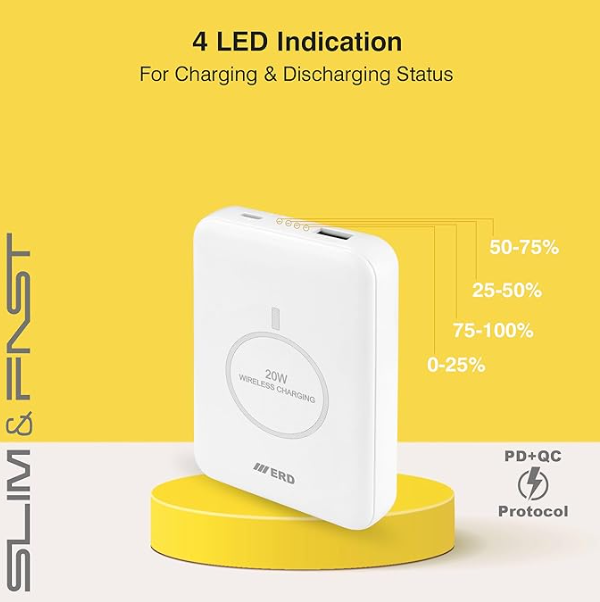 4 LED Indication
For Charging & Discharging Status
50-75%
25-50%
75-100%
0-25%
SLIM & FAST
20W
WIRELESS CHARGING
ERD
PD+QC
Protocol